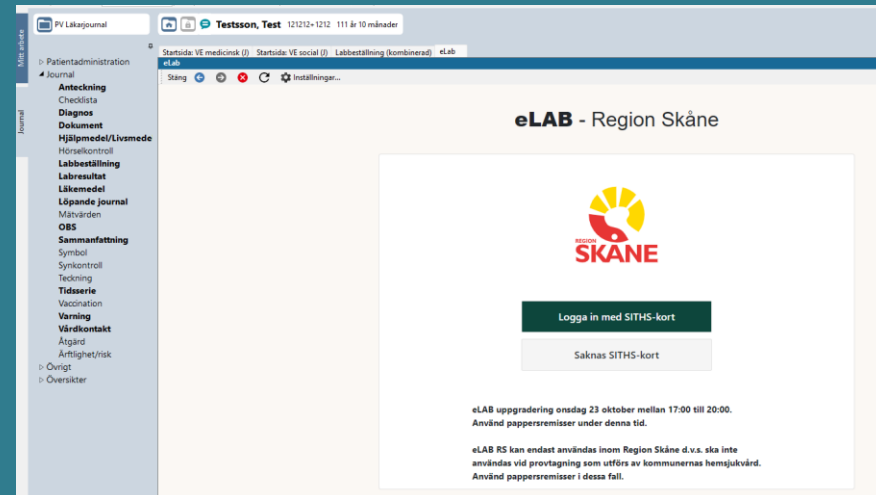 PV Läkarjournal
Testsson, Test 121212+1212 111 år 10 månader
Mitt arbete
Journal
Startsida: VE medicinsk (J) Startsida: VE social (J) Labbeställning (kombinerad) eLab
eLab
Stäng Inställningar...
Patientadministration
Journal
Anteckning
Checklista
Diagnos
Dokument
Hjälpmedel/Livsmede
Hörselkontroll
Labbeställning
Labresultat
Läkemedel
Löpande journal
Mätvärden
OBS
Sammanfattning
Symbol
Synkontroll
Teckning
Tidsserie
Vaccination
Varning
Vårdkontakt
Åtgärd
Ärftlighet/risk
Övrigt
Översikter
eLAB - Region Skåne
REGION
SKÅNE
Logga in med SITHS-kort
Saknas SITHS-kort
eLAB uppgradering onsdag 23 oktober mellan 17:00 till 20:00.
Använd pappersremisser under denna tid.
eLAB RS kan endast användas inom Region Skåne d.v.s. ska inte
användas vid provtagning som utförs av kommunernas hemsjukvård.
Använd pappersremisser i dessa fall.